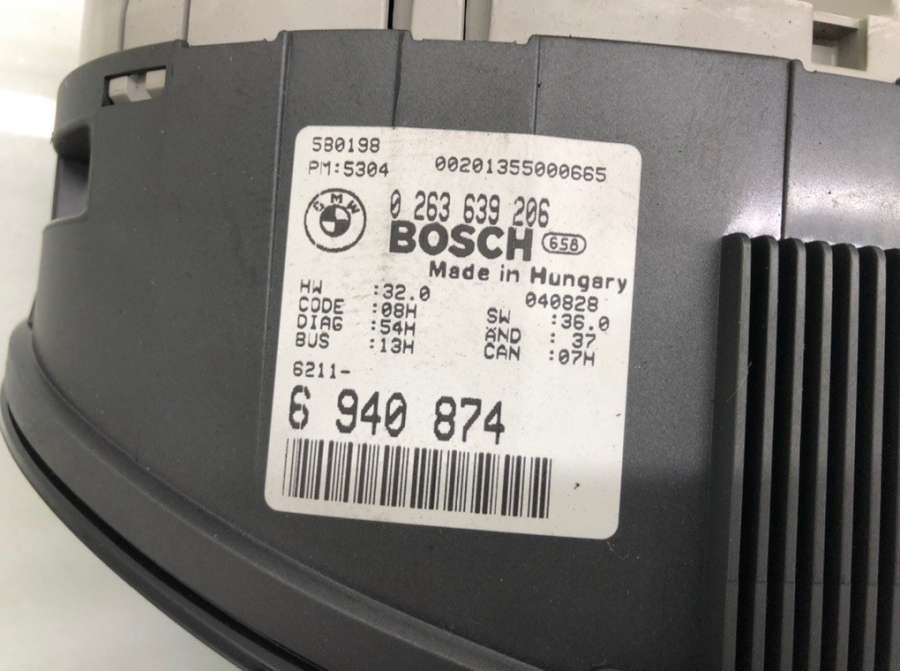 580198
PM:5304 00201355000665
BMW 0 263 639 206
BOSCH 658
Made in Hungary
HW :32.0 040828
CODE :08H SW :36.0
DIAG :54H AND : 37
BUS :13H CAN :07H
6211-
6 940 874